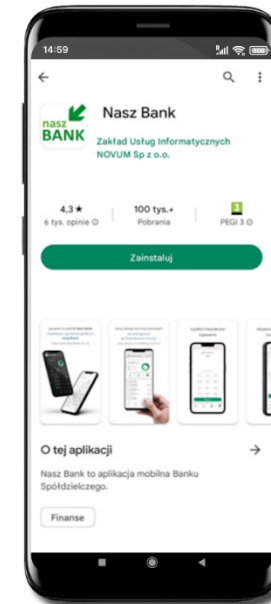 14:59
nasz
BANK
Nasz Bank
Zakład Usług Informatycznych
NOVUM Sp z o.o.
4,3 ★
6 tys. opinie
100 tys.+
Pobrania
3
PEGI 3
Zainstaluj
O tej aplikacji
Nasz Bank to aplikacja mobilna Banku
Spółdzielczego.
Finanse